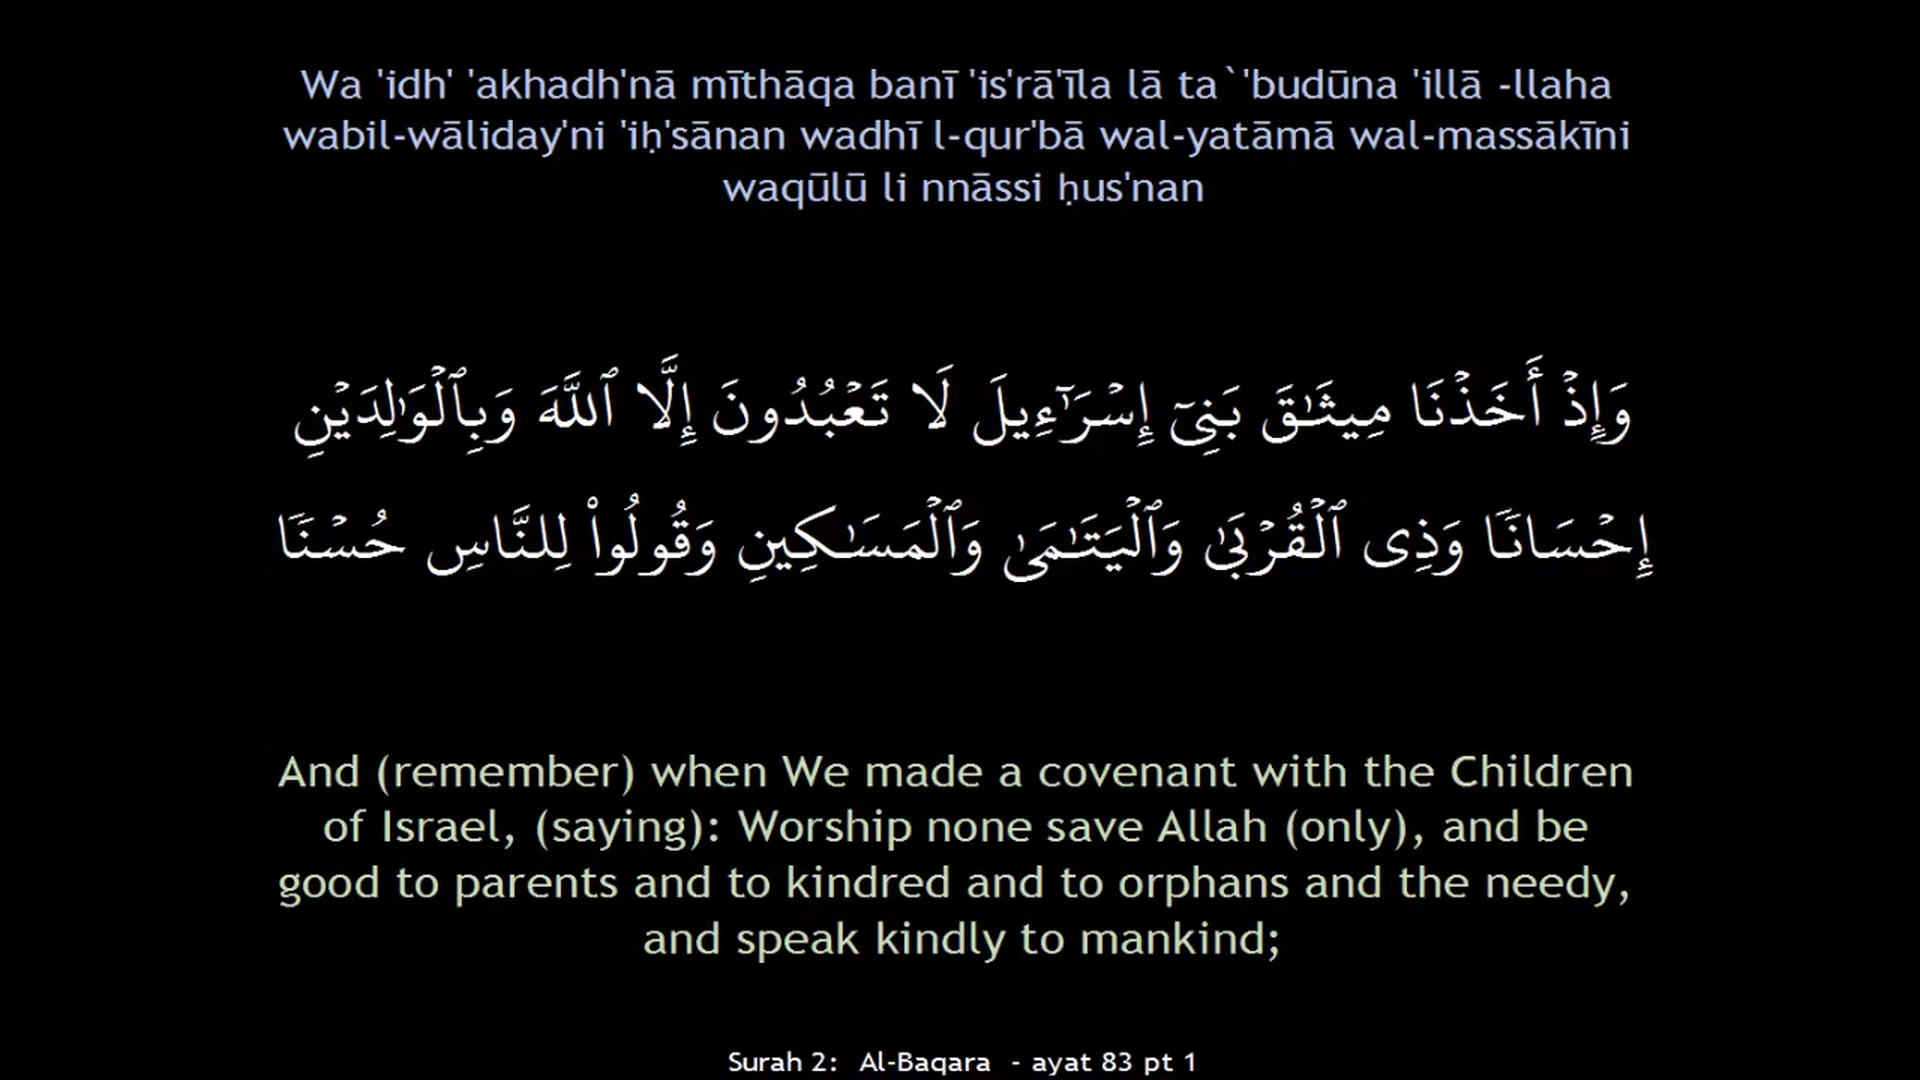 Wa 'idh' 'akhadh'nā mīthāqa banī 'is'rā'īla lā ta`'budūna 'illā -llaha
wabil-wāliday'ni 'iḥ'sānan wadhī l-qur'bā wal-yatāmā wal-massākīni
waqūlū li nnāssi ḥus'nan
وَإِذْ أَخَذْنَا مِيثَـٰقَ بَنِىٓ إِسْرَٰٓءِيلَ لَا تَعْبُدُونَ إِلَّا ٱللَّهَ وَبِٱلْوَٰلِدَيْنِ
إِحْسَانًا وَذِى ٱلْقُرْبَىٰ وَٱلْيَتَـٰمَىٰ وَٱلْمَسَـٰكِينِ وَقُولُوا۟ لِلنَّاسِ حُسْنًا
And (remember) when We made a covenant with the Children
of Israel, (saying): Worship none save Allah (only), and be
good to parents and to kindred and to orphans and the needy,
and speak kindly to mankind;
Surah 2: Al-Baqara - ayat 83 pt 1